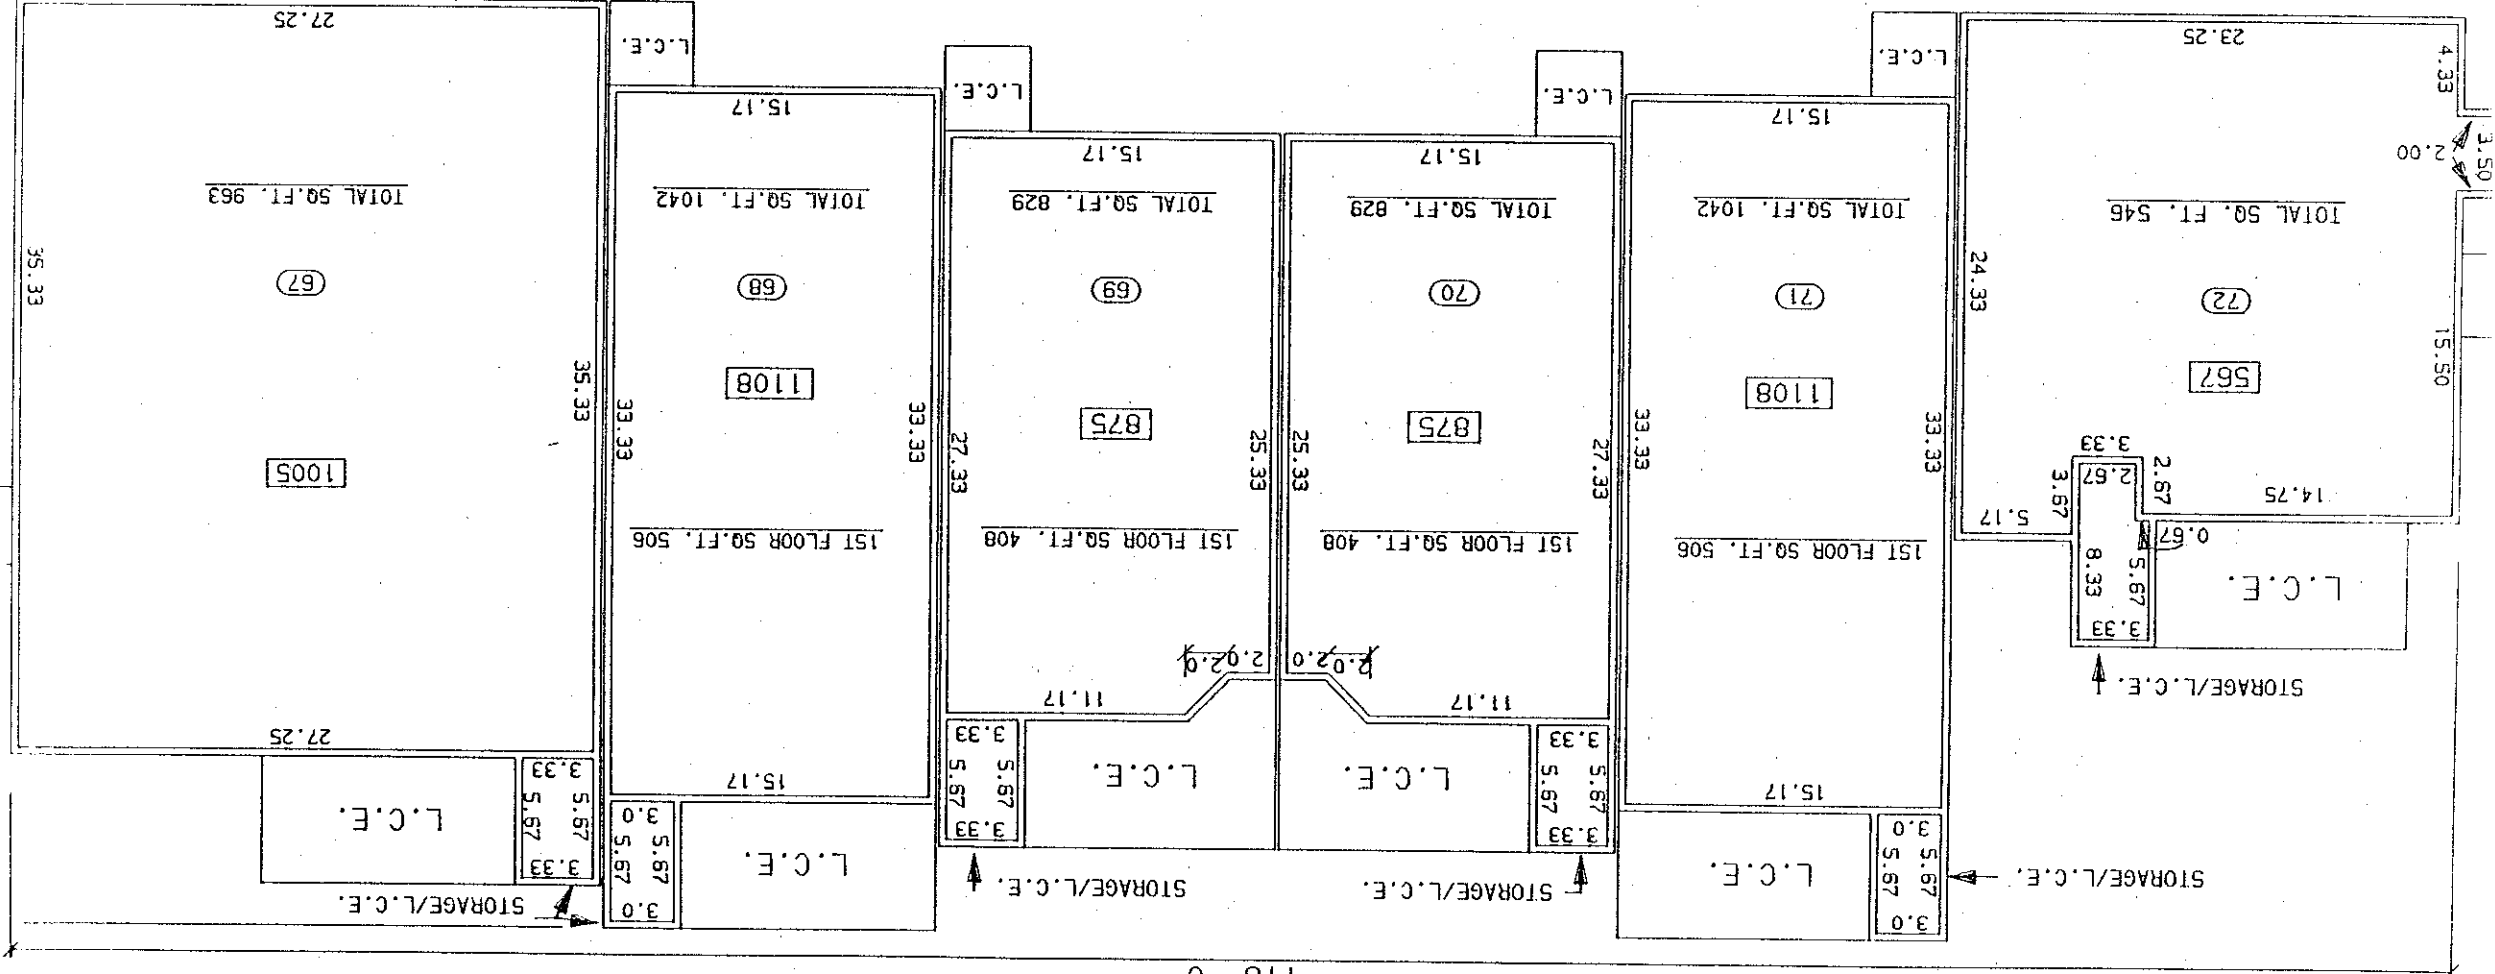 STORAGE/L.C.E.
3.33
5.67
8.33
0.67
L.C.E.
14.75
2.67
2.67
3.33
3.67
5.17
567
72
TOTAL SQ. FT. 546
15.50
24.33
3.50
2.00
4.33
23.25
STORAGE/L.C.E.
3.0
5.67
5.67
3.0
L.C.E.
15.17
1ST FLOOR SQ.FT. 506
33.33
33.33
1108
71
TOTAL SQ.FT. 1042
15.17
L.C.E.
STORAGE/L.C.E.
3.33
5.67
5.67
3.33
L.C.E.
11.17
2.0
2.0
2.0
1ST FLOOR SQ.FT. 408
27.33
25.33
875
70
TOTAL SQ.FT. 829
15.17
L.C.E.
STORAGE/L.C.E.
L.C.E.
3.33
5.67
5.67
3.33
11.17
2.0
2.0
2.0
1ST FLOOR SQ.FT. 408
25.33
27.33
875
69
TOTAL SQ.FT. 829
15.17
L.C.E.
L.C.E.
3.0
5.67
5.67
3.0
15.17
1ST FLOOR SQ.FT. 506
33.33
33.33
1108
68
TOTAL SQ.FT. 1042
15.17
L.C.E.
STORAGE/L.C.E.
3.33
5.67
5.67
3.33
L.C.E.
27.25
1005
35.33
35.33
67
TOTAL SQ.FT. 963
27.25